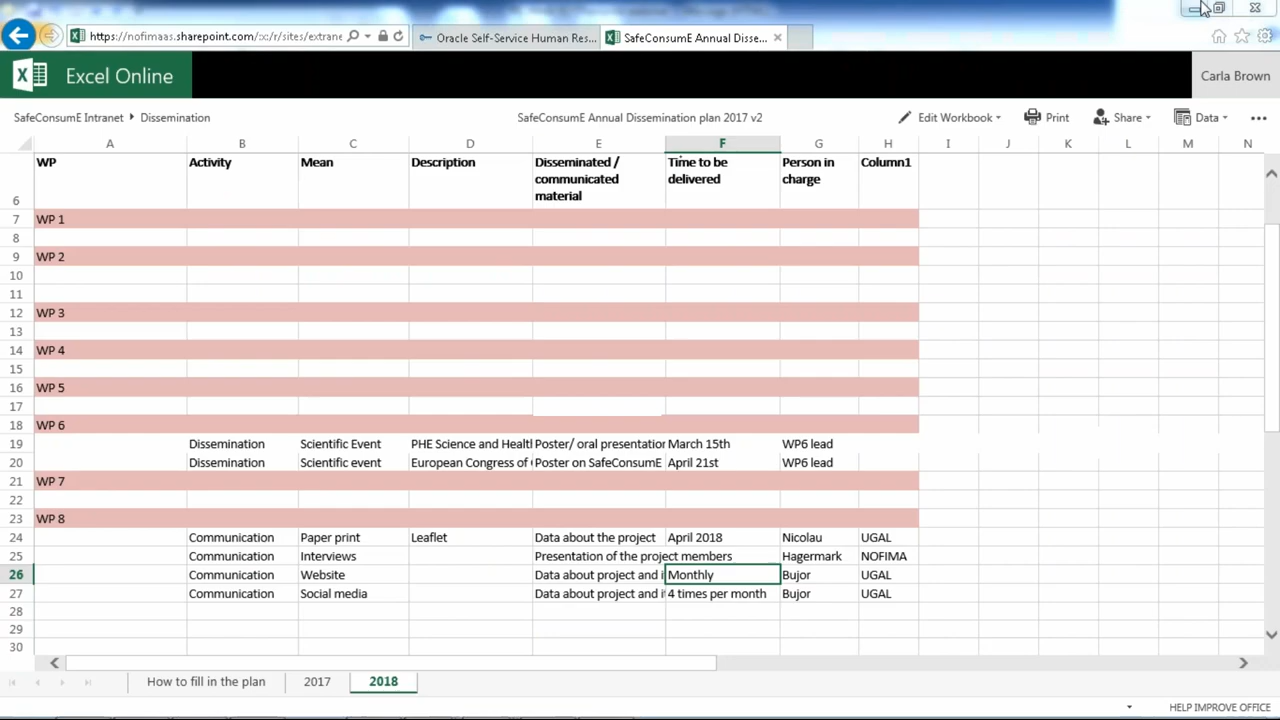 https://nofimaas.sharepoint.com/:x:/r/sites/extrane
Oracle Self-Service Human Res...
SafeConsumE Annual Disse...
Excel Online
Carla Brown
SafeConsumE Intranet
Dissemination
SafeConsumE Annual Dissemination plan 2017 v2
Edit Workbook
Print
Share
Data
A B C D E F G H I J K L M N
6 WP Activity Mean Description Disseminated / communicated material Time to be delivered Person in charge Column1
7 WP 1
8
9 WP 2
10
11
12 WP 3
13
14 WP 4
15
16 WP 5
17
18 WP 6
19 Dissemination Scientific Event PHE Science and Healt Poster/ oral presentation March 15th WP6 lead
20 Dissemination Scientific event European Congress of Poster on SafeConsumE April 21st WP6 lead
21 WP 7
22
23 WP 8
24 Communication Paper print Leaflet Data about the project April 2018 Nicolau UGAL
25 Communication Interviews Presentation of the project members Hagermark NOFIMA
26 Communication Website Data about project and i Monthly Bujor UGAL
27 Communication Social media Data about project and i 4 times per month Bujor UGAL
28
29
30
How to fill in the plan
2017
2018
HELP IMPROVE OFFICE